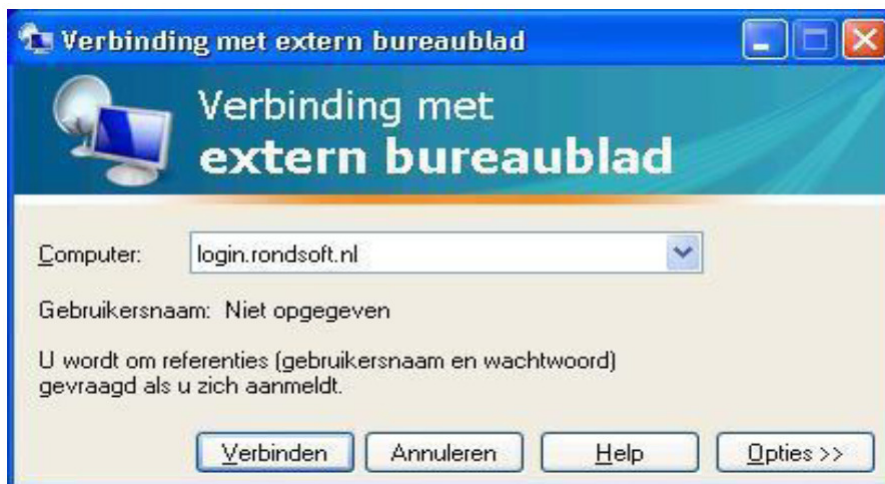 Verbinding met extern bureaublad
Verbinding met
extern bureaublad
Computer: login.rondsoft.nl
Gebruikersnaam: Niet opgegeven
U wordt om referenties (gebruikersnaam en wachtwoord)
gevraagd als u zich aanmeldt.
Verbinden Annuleren Help Opties >>